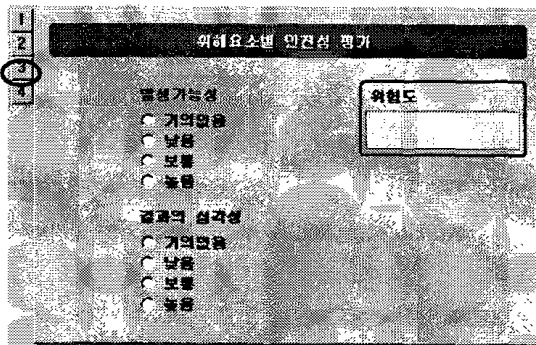 1
2
3
4
위해요소별 안전성 평가
발생가능성
거의없음
낮음
보통
높음
위험도
결과의 심각성
거의없음
낮음
보통
높음